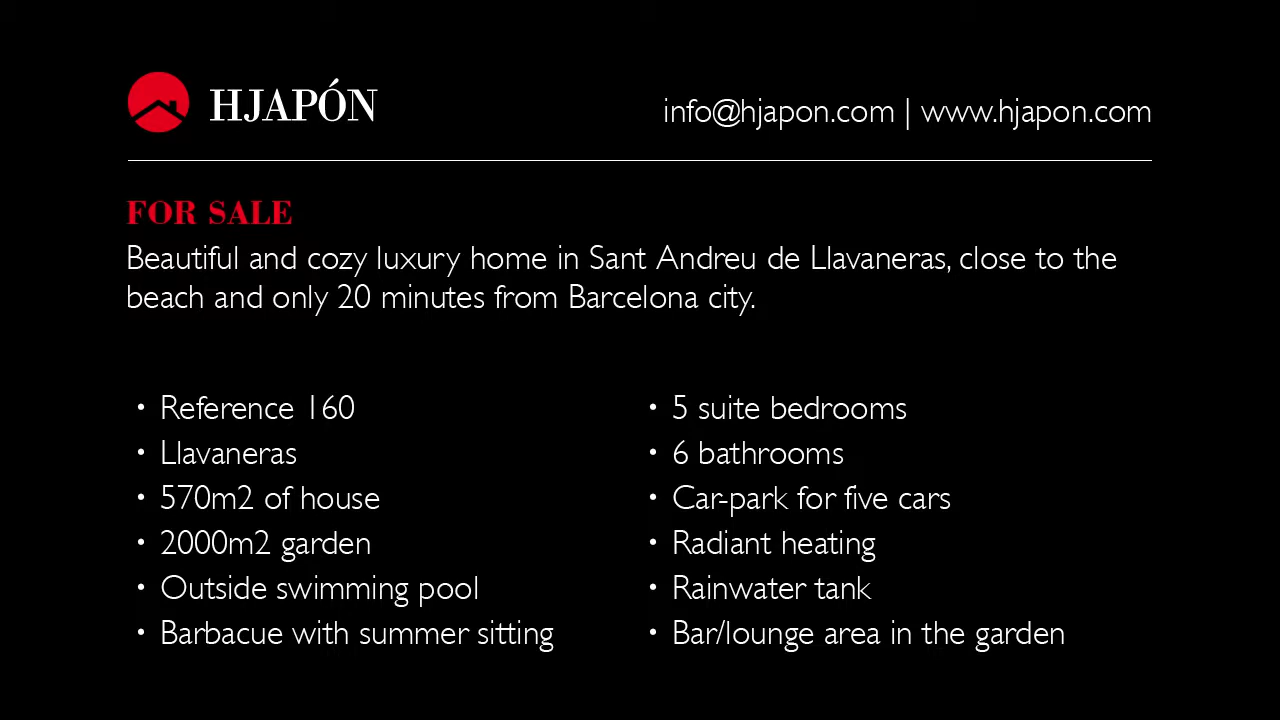 HJAPÓN
info@hjapon.com | www.hjapon.com
FOR SALE
Beautiful and cozy luxury home in Sant Andreu de Llavaneras, close to the
beach and only 20 minutes from Barcelona city.
• Reference 160
• Llavaneras
• 570m2 of house
• 2000m2 garden
• Outside swimming pool
• Barbacue with summer sitting
• 5 suite bedrooms
• 6 bathrooms
• Car-park for five cars
• Radiant heating
• Rainwater tank
• Bar/lounge area in the garden